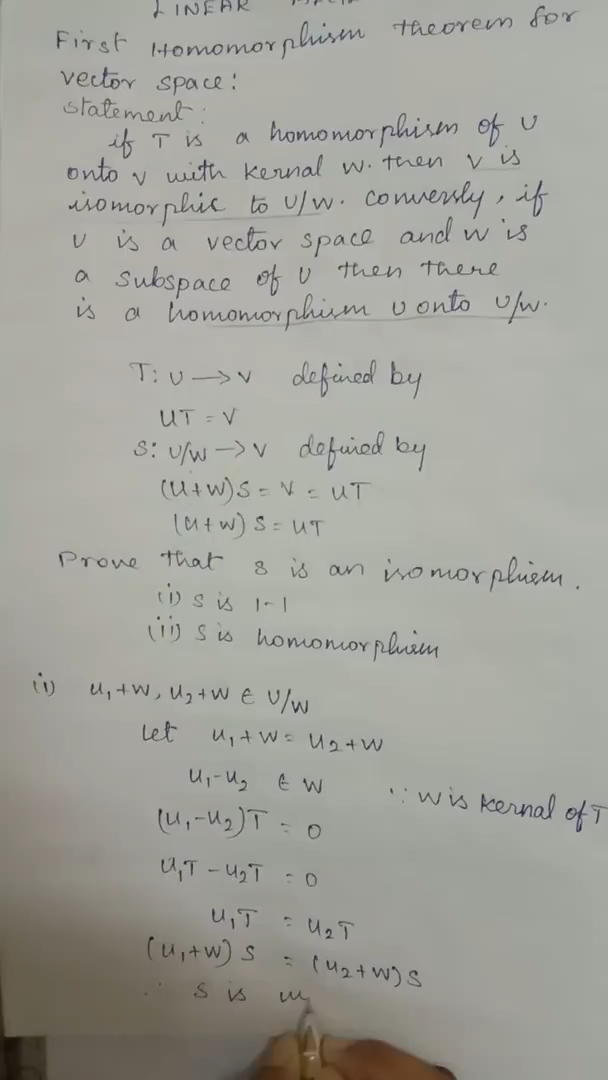 LINEAR
First Homomorphism theorem for
vector space:
Statement:
if T is a homomorphism of U
onto V with kernal W. then V is
isomorphic to U/W. conversly, if
U is a vector space and W is
a subspace of U then there
is a homomorphism U onto U/W.
T: U → V defined by
UT = V
S: U/W → V defined by
(U+W)S = V = UT
(U+W) S = UT
Prove that S is an isomorphism.
(i) S is 1-1
(ii) S is homomorphism
(i) u₁+W, u₂+W ∈ U/W
Let u₁+W = u₂+W
u₁-u₂ ∈ W ∵ W is kernal of T
(u₁-u₂)T = 0
u₁T - u₂T = 0
u₁T = u₂T
(u₁+W) S = (u₂+W)S
∴ S is